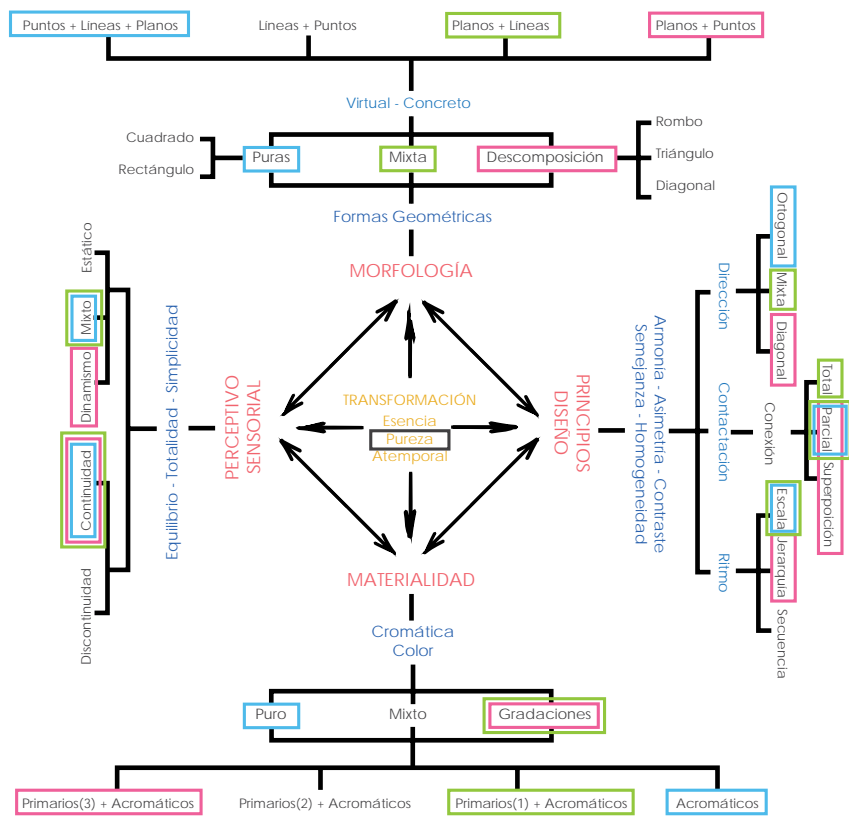 Puntos + Líneas + Planos
Líneas + Puntos
Planos + Líneas
Planos + Puntos
Virtual - Concreto
Cuadrado
Rectángulo
Puras
Mixta
Descomposición
Rombo
Triángulo
Diagonal
Formas Geométricas
MORFOLOGÍA
Estático
Mixto
Dinamismo
Continuidad
Discontinuidad
Equilibrio - Totalidad - Simplicidad
PERCEPTIVO
SENSORIAL
TRANSFORMACIÓN
Esencia
Pureza
Atemporal
PRINCIPIOS
DISEÑO
Armonía - Asimetría - Contraste
Semejanza - Homogeneidad
Dirección
Ortogonal
Mixta
Diagonal
Contactación
Conexión
Total
Parcial
Superpoición
Ritmo
Escala
Jerarquía
Secuencia
MATERIALIDAD
Cromática
Color
Puro
Mixto
Gradaciones
Primarios(3) + Acromáticos
Primarios(2) + Acromáticos
Primarios(1) + Acromáticos
Acromáticos